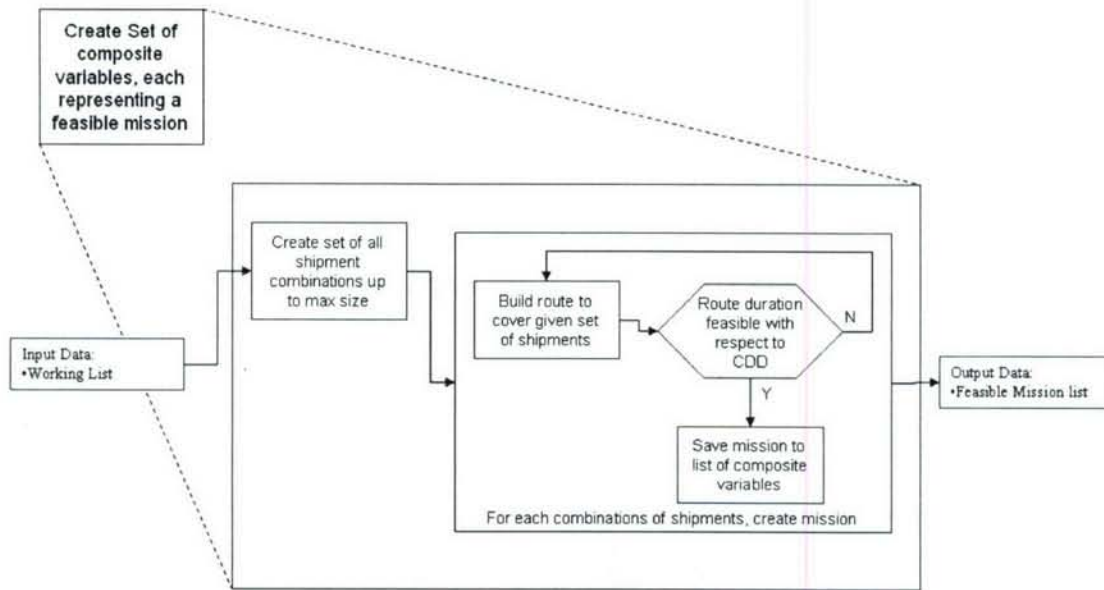 Create Set of
composite
variables, each
representing a
feasible mission
Create set of all
shipment
combinations up
to max size
Build route to
cover given set
of shipments
Route duration
feasible with
respect to
CDD
N
Y
Save mission to
list of composite
variables
For each combinations of shipments, create mission
Input Data:
•Working List
Output Data:
•Feasible Mission list